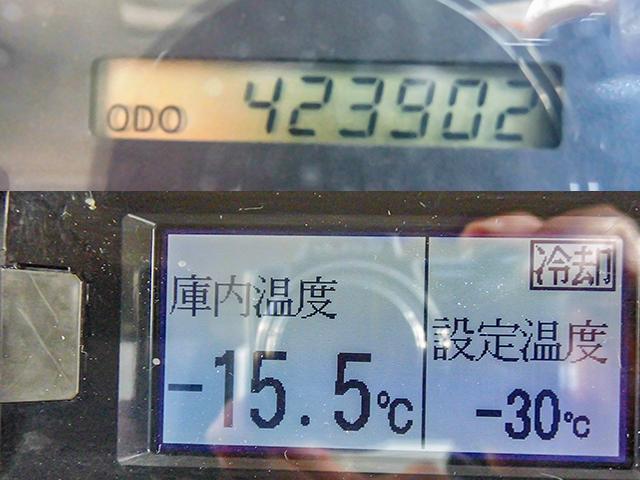 ODO 423902
冷却
庫内温度
設定温度
-15.5℃
-30℃